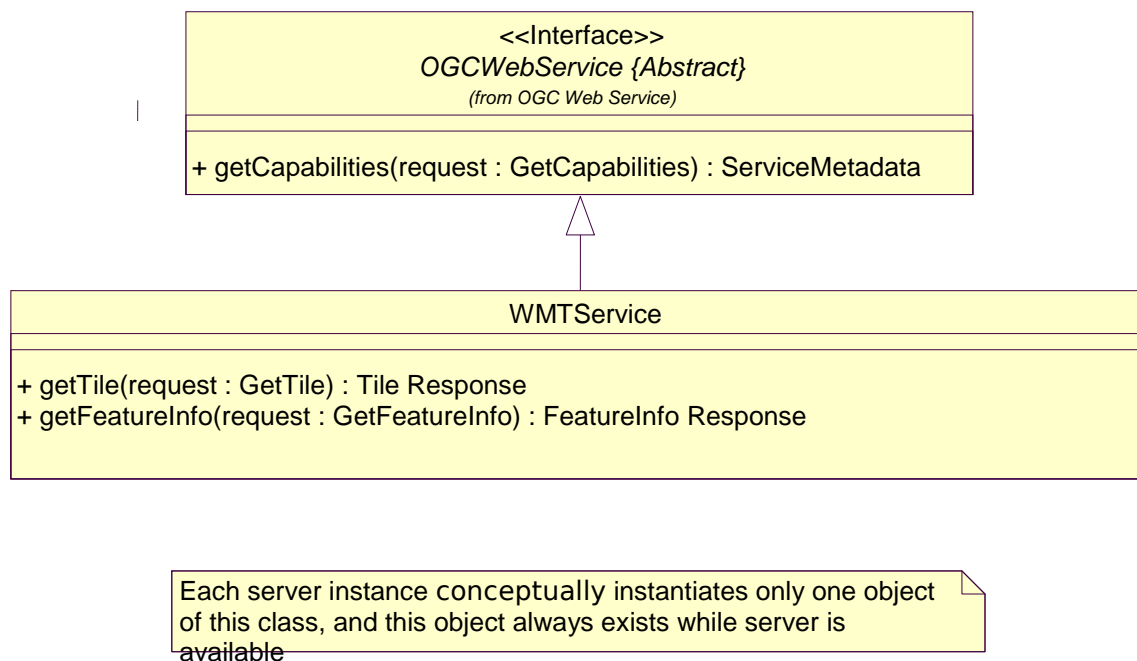 <<Interface>>
OGCWebService {Abstract}
(from OGC Web Service)
+ getCapabilities(request : GetCapabilities) : ServiceMetadata
WMTService
+ getTile(request : GetTile) : Tile Response
+ getFeatureInfo(request : GetFeatureInfo) : FeatureInfo Response
Each server instance conceptually instantiates only one object
of this class, and this object always exists while server is
available